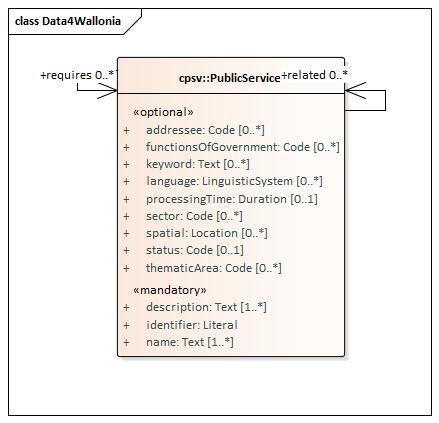 class Data4Wallonia
+requires 0..*
cpsv::PublicService
+related 0..*
«optional»
+ addressee: Code [0..*]
+ functionsOfGovernment: Code [0..*]
+ keyword: Text [0..*]
+ language: LinguisticSystem [0..*]
+ processingTime: Duration [0..1]
+ sector: Code [0..*]
+ spatial: Location [0..*]
+ status: Code [0..1]
+ thematicArea: Code [0..*]
«mandatory»
+ description: Text [1..*]
+ identifier: Literal
+ name: Text [1..*]